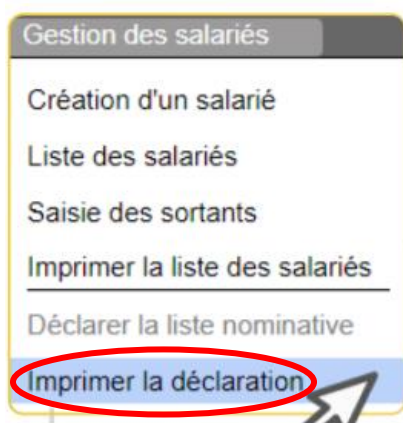 Gestion des salariés
Création d'un salarié
Liste des salariés
Saisie des sortants
Imprimer la liste des salariés
Déclarer la liste nominative
Imprimer la déclaration